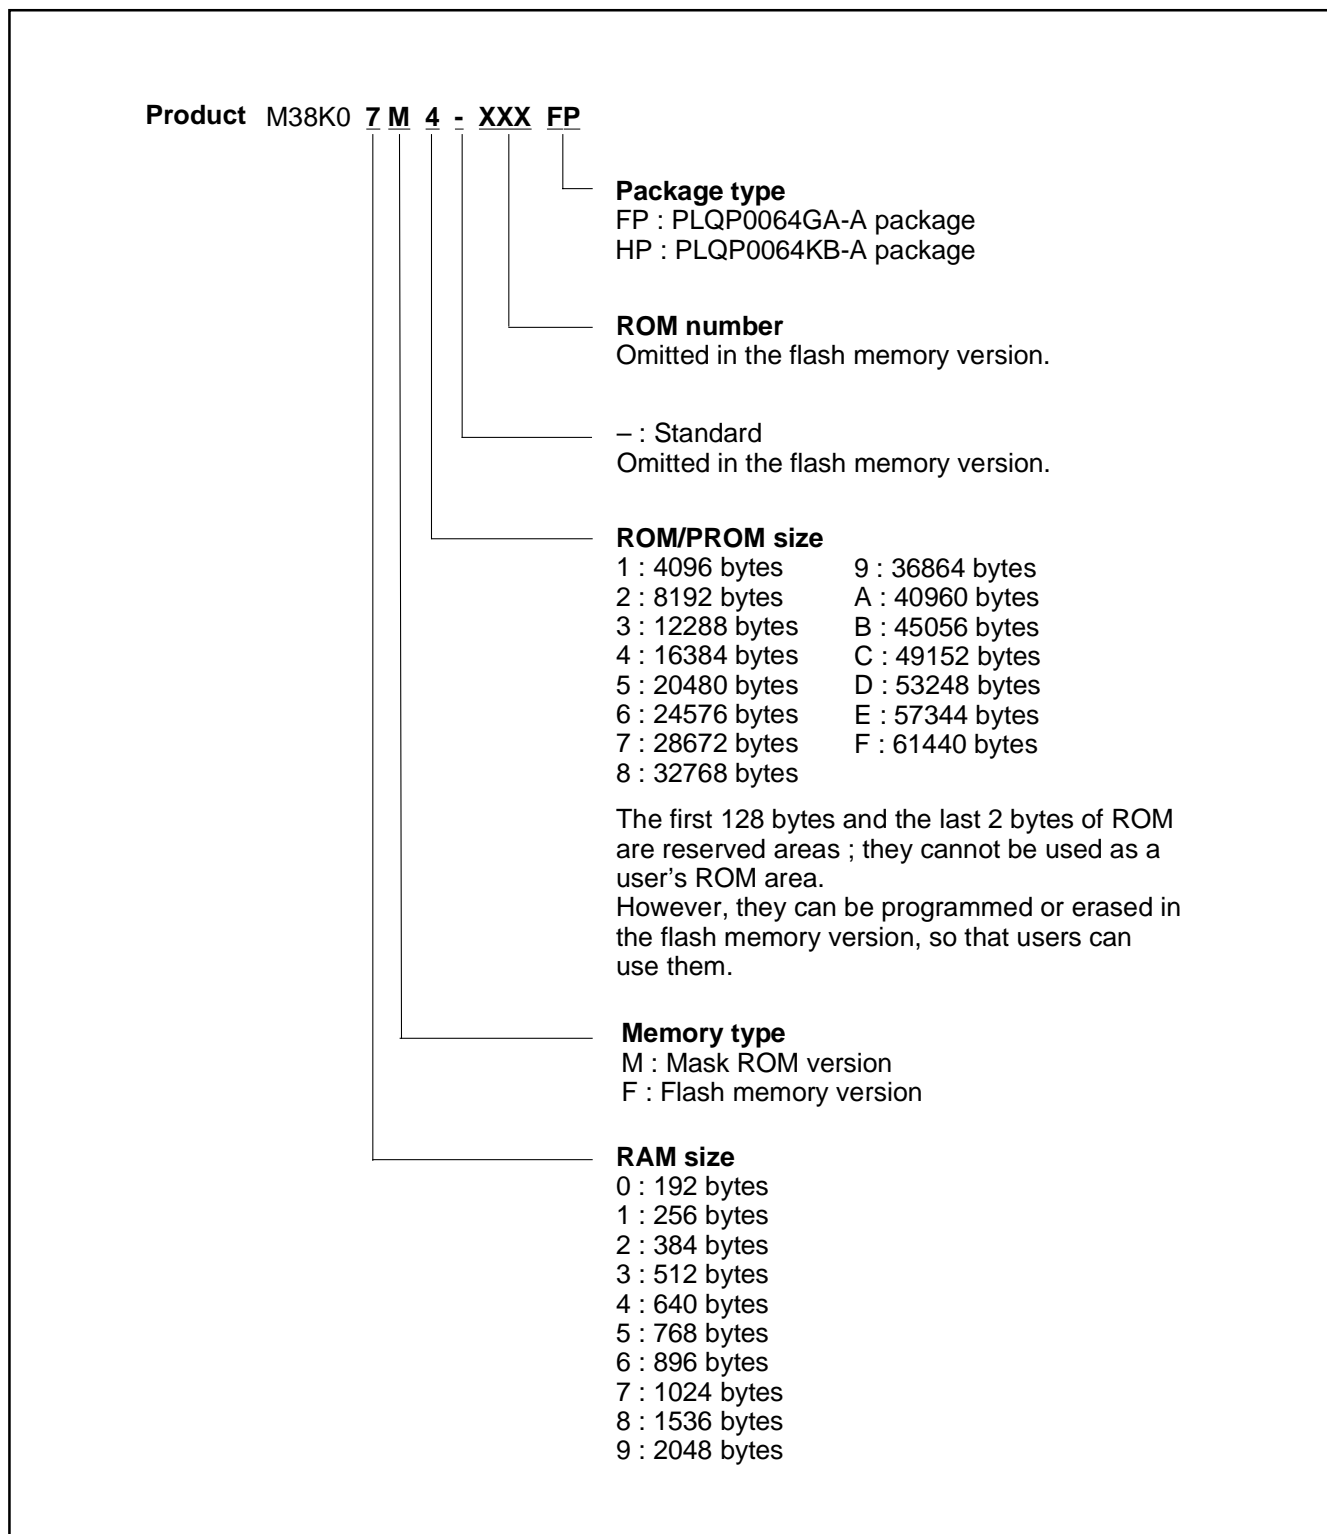 Product M38K0 7 M 4 - XXX FP
Package type
FP : PLQP0064GA-A package
HP : PLQP0064KB-A package
ROM number
Omitted in the flash memory version.
– : Standard
Omitted in the flash memory version.
ROM/PROM size
1 : 4096 bytes
2 : 8192 bytes
3 : 12288 bytes
4 : 16384 bytes
5 : 20480 bytes
6 : 24576 bytes
7 : 28672 bytes
8 : 32768 bytes
9 : 36864 bytes
A : 40960 bytes
B : 45056 bytes
C : 49152 bytes
D : 53248 bytes
E : 57344 bytes
F : 61440 bytes
The first 128 bytes and the last 2 bytes of ROM
are reserved areas ; they cannot be used as a
user’s ROM area.
However, they can be programmed or erased in
the flash memory version, so that users can
use them.
Memory type
M : Mask ROM version
F : Flash memory version
RAM size
0 : 192 bytes
1 : 256 bytes
2 : 384 bytes
3 : 512 bytes
4 : 640 bytes
5 : 768 bytes
6 : 896 bytes
7 : 1024 bytes
8 : 1536 bytes
9 : 2048 bytes